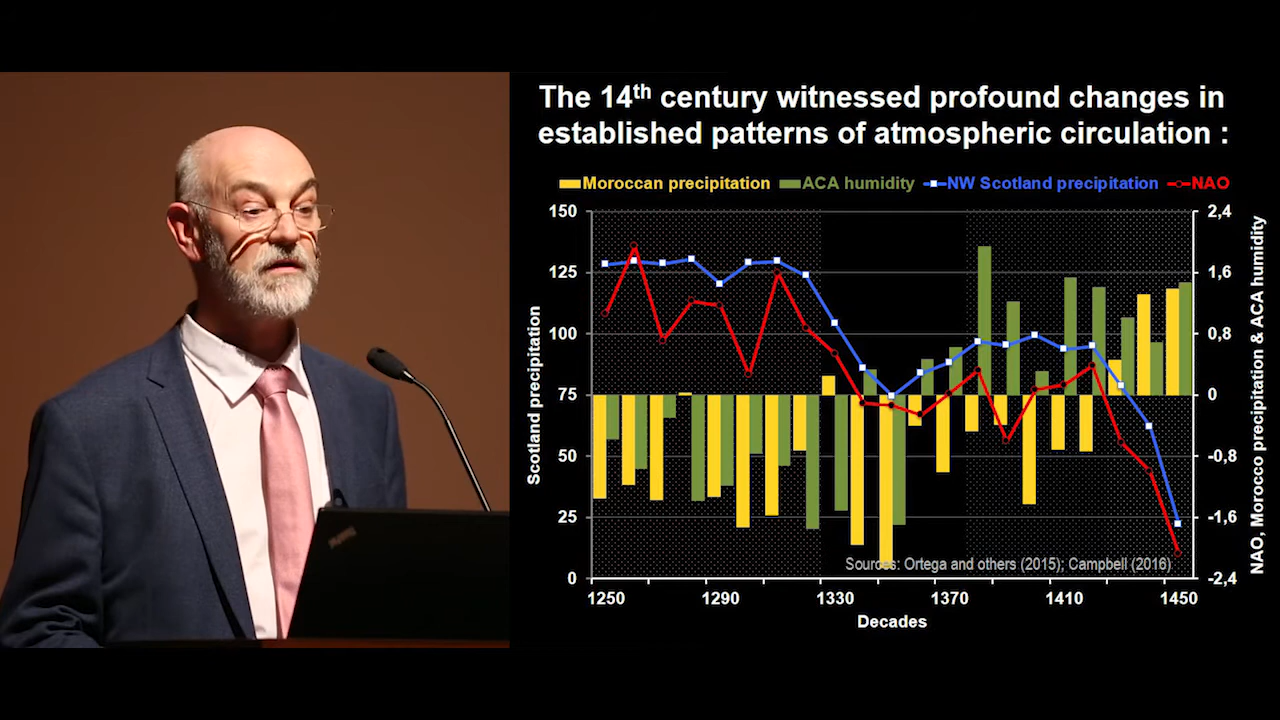 The 14th century witnessed profound changes in
established patterns of atmospheric circulation :
Moroccan precipitation ACA humidity NW Scotland precipitation NAO
150
125
100
75
50
25
0
Scotland precipitation
2,4
1,6
0,8
0
-0,8
-1,6
-2,4
NAO, Morocco precipitation & ACA humidity
Sources: Ortega and others (2015); Campbell (2016)
1250 1290 1330 1370 1410 1450
Decades